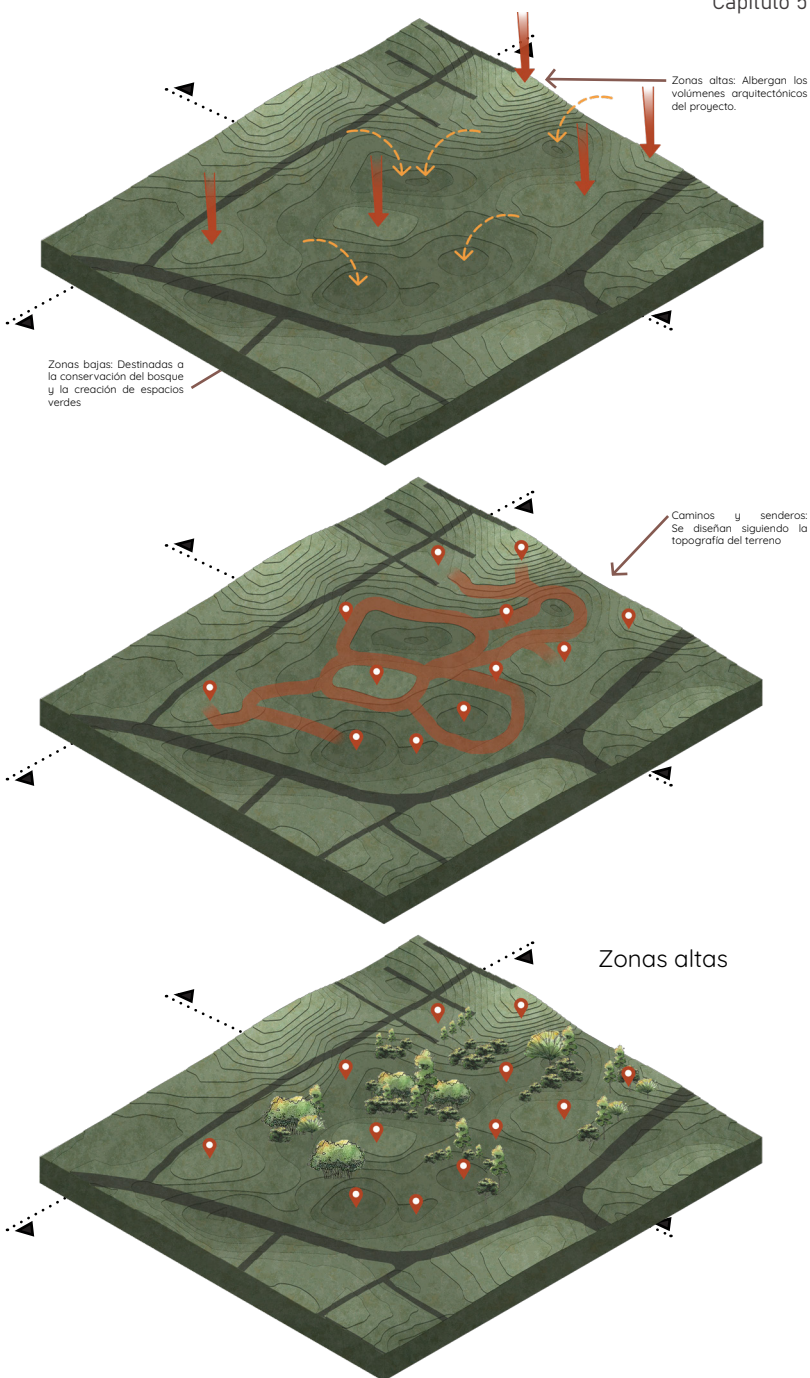 Capítulo 5
Zonas altas: Albergan los
volúmenes arquitectónicos
del proyecto.
Zonas bajas: Destinadas a
la conservación del bosque
y la creación de espacios
verdes
Caminos y senderos:
Se diseñan siguiendo la
topografía del terreno
Zonas altas